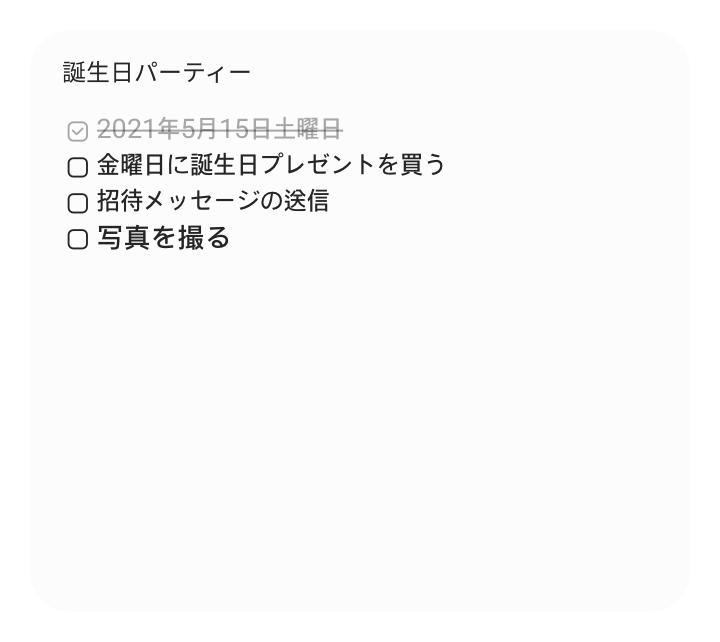 誕生日パーティー
2021年5月15日土曜日
金曜日に誕生日プレゼントを買う
招待メッセージの送信
写真を撮る